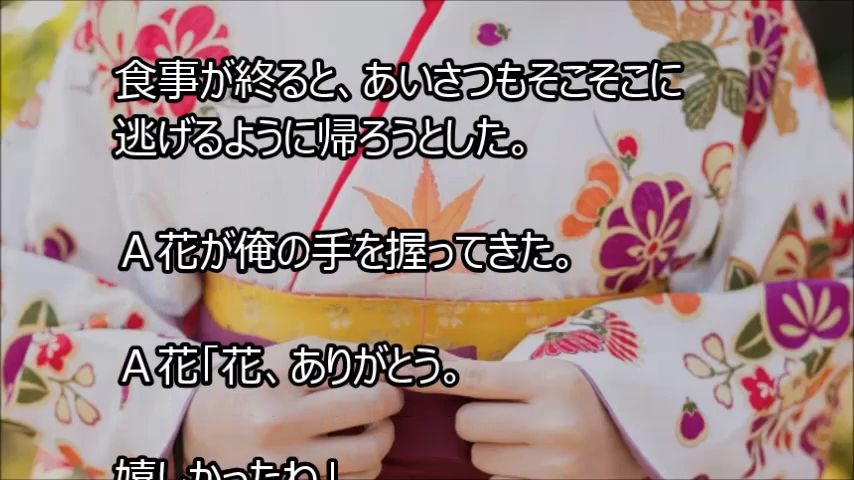 食事が終ると、あいさつもそこそこに
逃げるように帰ろうとした。
Ａ花が俺の手を握ってきた。
Ａ花「花、ありがとう。
嬉しかったわ」